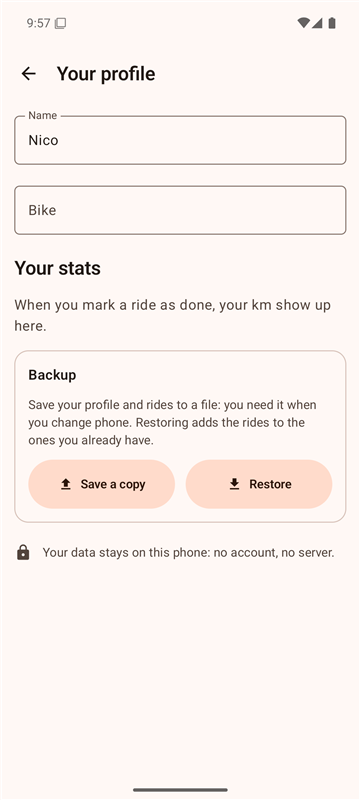 9:57
Your profile
Name
Nico
Bike
Your stats
When you mark a ride as done, your km show up
here.
Backup
Save your profile and rides to a file: you need it when
you change phone. Restoring adds the rides to the
ones you already have.
Save a copy
Restore
Your data stays on this phone: no account, no server.